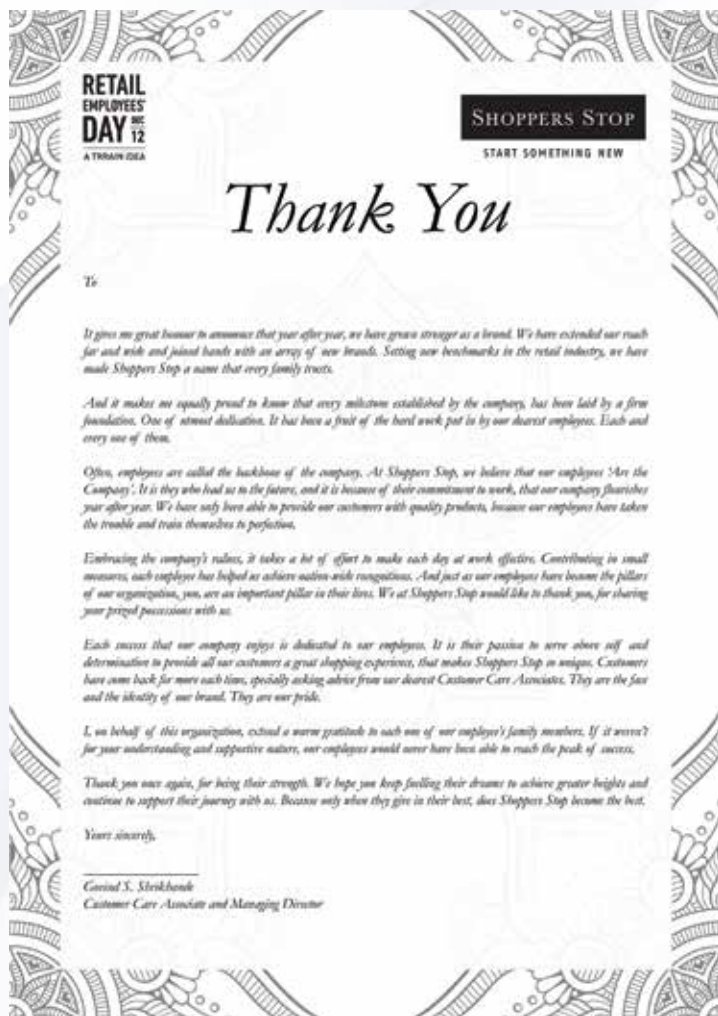 RETAIL
EMPLOYEES'
DAY DEC 12
A TRRAIN IDEA
SHOPPERS STOP
START SOMETHING NEW
Thank You
To
It gives me great honour to announce that year after year, we have grown stronger as a brand. We have extended our reach
far and wide and joined hands with an array of new brands. Setting new benchmarks in the retail industry, we have
made Shoppers Stop a name that every family trusts.
And it makes me equally proud to know that every milestone established by the company, has been laid by a firm
foundation. One of utmost dedication. It has been a fruit of the hard work put in by our dearest employees. Each and
every one of them.
Often, employees are called the backbone of the company. At Shoppers Stop, we believe that our employees 'Are the
Company'. It is they who lead us to the future, and it is because of their commitment to work, that our company flourishes
year after year. We have only been able to provide our customers with quality products, because our employees have taken
the trouble and train themselves to perfection.
Embracing the company's values, it takes a lot of effort to make each day at work effective. Contributing in small
measures, each employee has helped us achieve nation-wide recognitions. And just as our employees have become the pillars
of our organization, you, are an important pillar in their lives. We at Shoppers Stop would like to thank you, for sharing
your prized possessions with us.
Each success that our company enjoys is dedicated to our employees. It is their passion to serve above self and
determination to provide all our customers a great shopping experience, that makes Shoppers Stop so unique. Customers
have come back for more each time, specially asking advice from our dearest Customer Care Associates. They are the face
and the identity of our brand. They are our pride.
I, on behalf of this organization, extend a warm gratitude to each one of our employee's family members. If it weren't
for your understanding and supportive nature, our employees would never have been able to reach the peak of success.
Thank you once again, for being their strength. We hope you keep fuelling their dreams to achieve greater heights and
continue to support their journey with us. Because only when they give in their best, does Shoppers Stop become the best.
Yours sincerely,
Govind S. Shrikhande
Customer Care Associate and Managing Director